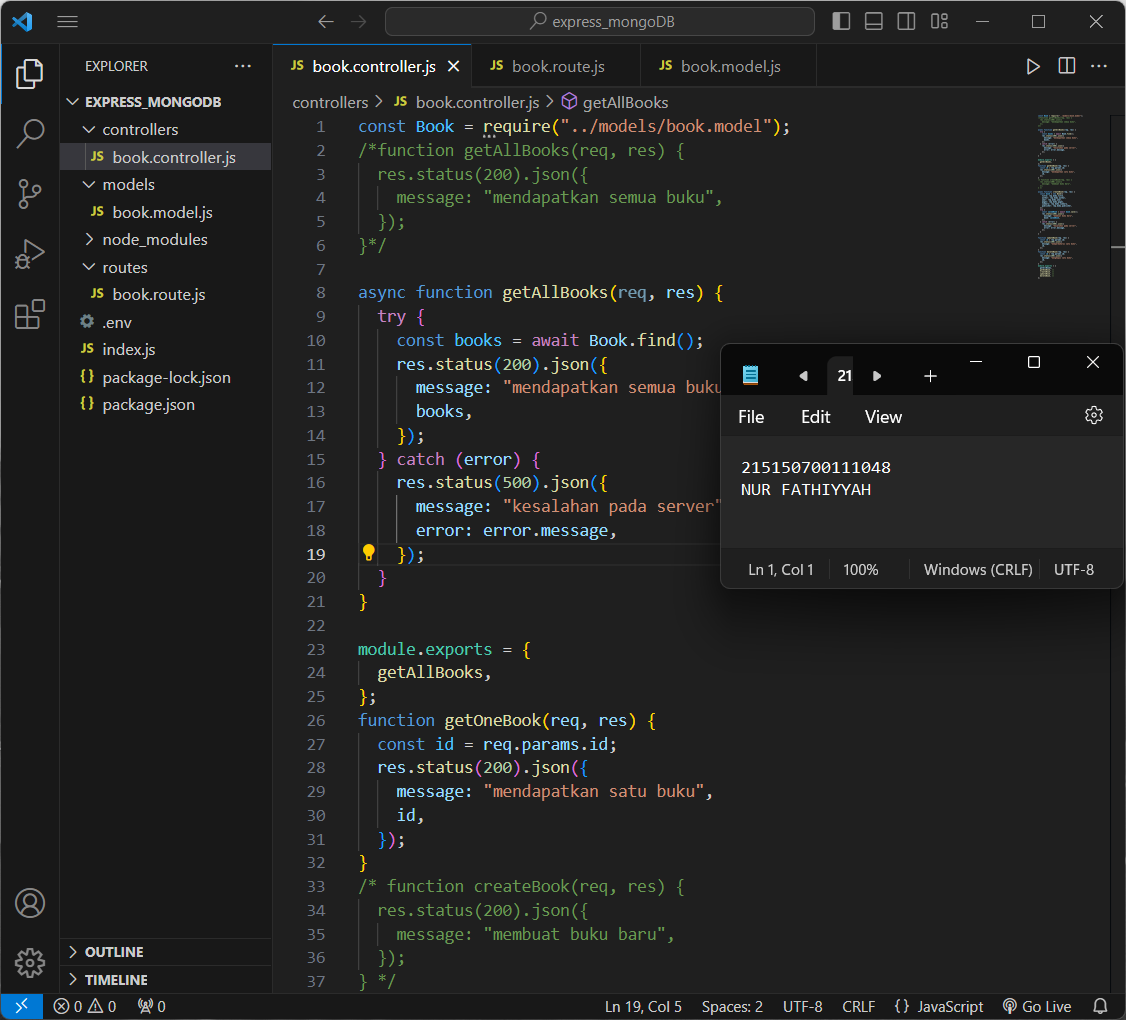 express_mongoDB
EXPLORER
EXPRESS_MONGODB
controllers
JS book.controller.js
models
JS book.model.js
node_modules
routes
JS book.route.js
.env
JS index.js
{} package-lock.json
{} package.json
OUTLINE
TIMELINE
JS book.controller.js
JS book.route.js
JS book.model.js
controllers > JS book.controller.js > getAllBooks
1 const Book = require("../models/book.model");
2 /*function getAllBooks(req, res) {
3 res.status(200).json({
4 message: "mendapatkan semua buku",
5 });
6 }*/
7
8 async function getAllBooks(req, res) {
9 try {
10 const books = await Book.find();
11 res.status(200).json({
12 message: "mendapatkan semua buku
13 books,
14 });
15 } catch (error) {
16 res.status(500).json({
17 message: "kesalahan pada server"
18 error: error.message,
19 });
20 }
21 }
22
23 module.exports = {
24 getAllBooks,
25 };
26 function getOneBook(req, res) {
27 const id = req.params.id;
28 res.status(200).json({
29 message: "mendapatkan satu buku",
30 id,
31 });
32 }
33 /* function createBook(req, res) {
34 res.status(200).json({
35 message: "membuat buku baru",
36 });
37 } */
21
File Edit View
215150700111048
NUR FATHIYYAH
Ln 1, Col 1 100% Windows (CRLF) UTF-8
0 0 0 Ln 19, Col 5 Spaces: 2 UTF-8 CRLF {} JavaScript Go Live